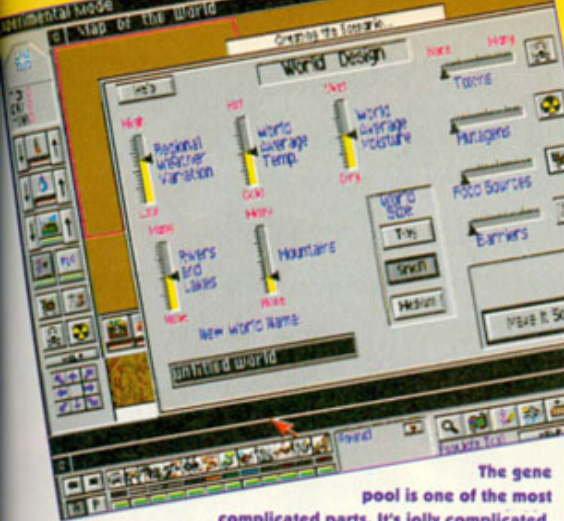 Experimental Mode
Map of the World
Creating the Scenario...
World Design
Help
High
Regional
Weather
Variation
Low
Hot
World
Average
Temp.
Cold
Wet
World
Average
Moisture
Dry
None Many
Toxins
Mutagens
Food Sources
Barriers
Many
Rivers
and
Lakes
None
Many
Mountains
None
World
Size
Tiny
Small
Medium
New World Name
untitled world
Make It So
The gene
pool is one of the most
complicated parts. It's jolly complicated.